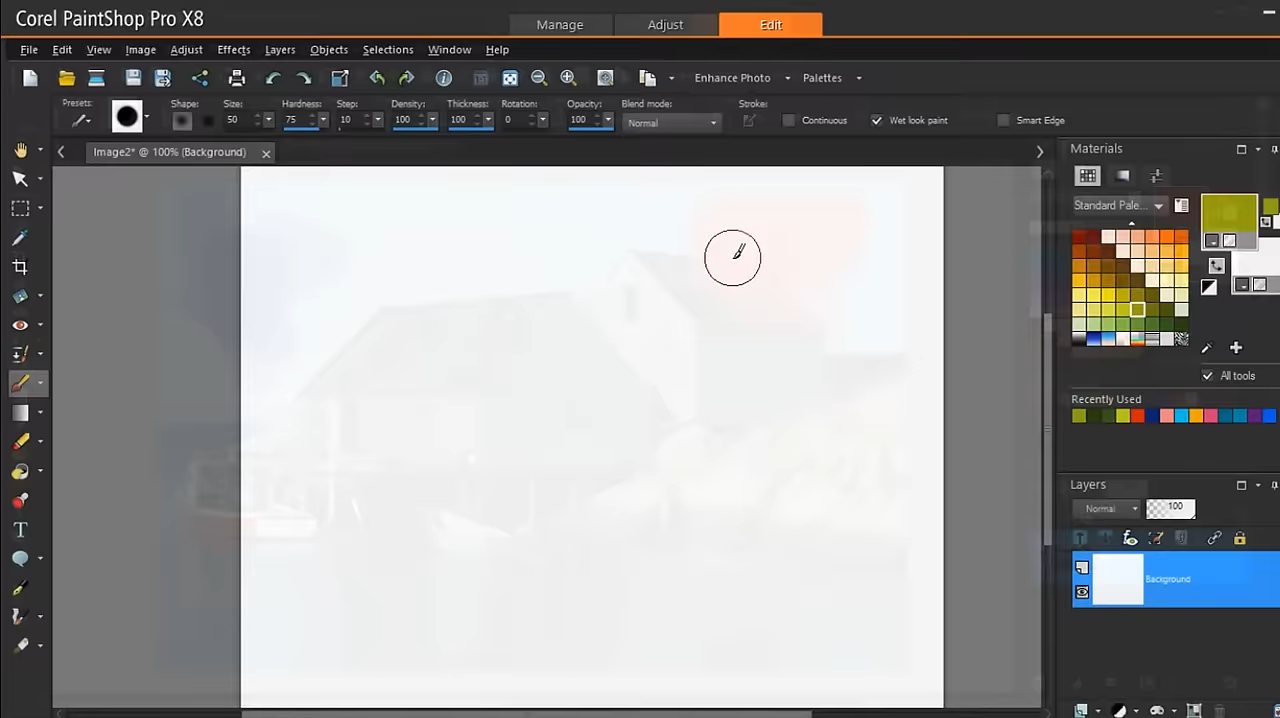 Corel PaintShop Pro X8
Manage Adjust Edit
File Edit View Image Adjust Effects Layers Objects Selections Window Help
Enhance Photo Palettes
Presets: Shape: Size: Hardness: Step: Density: Thickness: Rotation: Opacity: Blend mode: Stroke:
50 75 10 100 100 0 100 Normal Continuous Wet look paint Smart Edge
Image2* @ 100% (Background)
Materials
Standard Pale...
All tools
Recently Used
Layers
Normal 100
Background